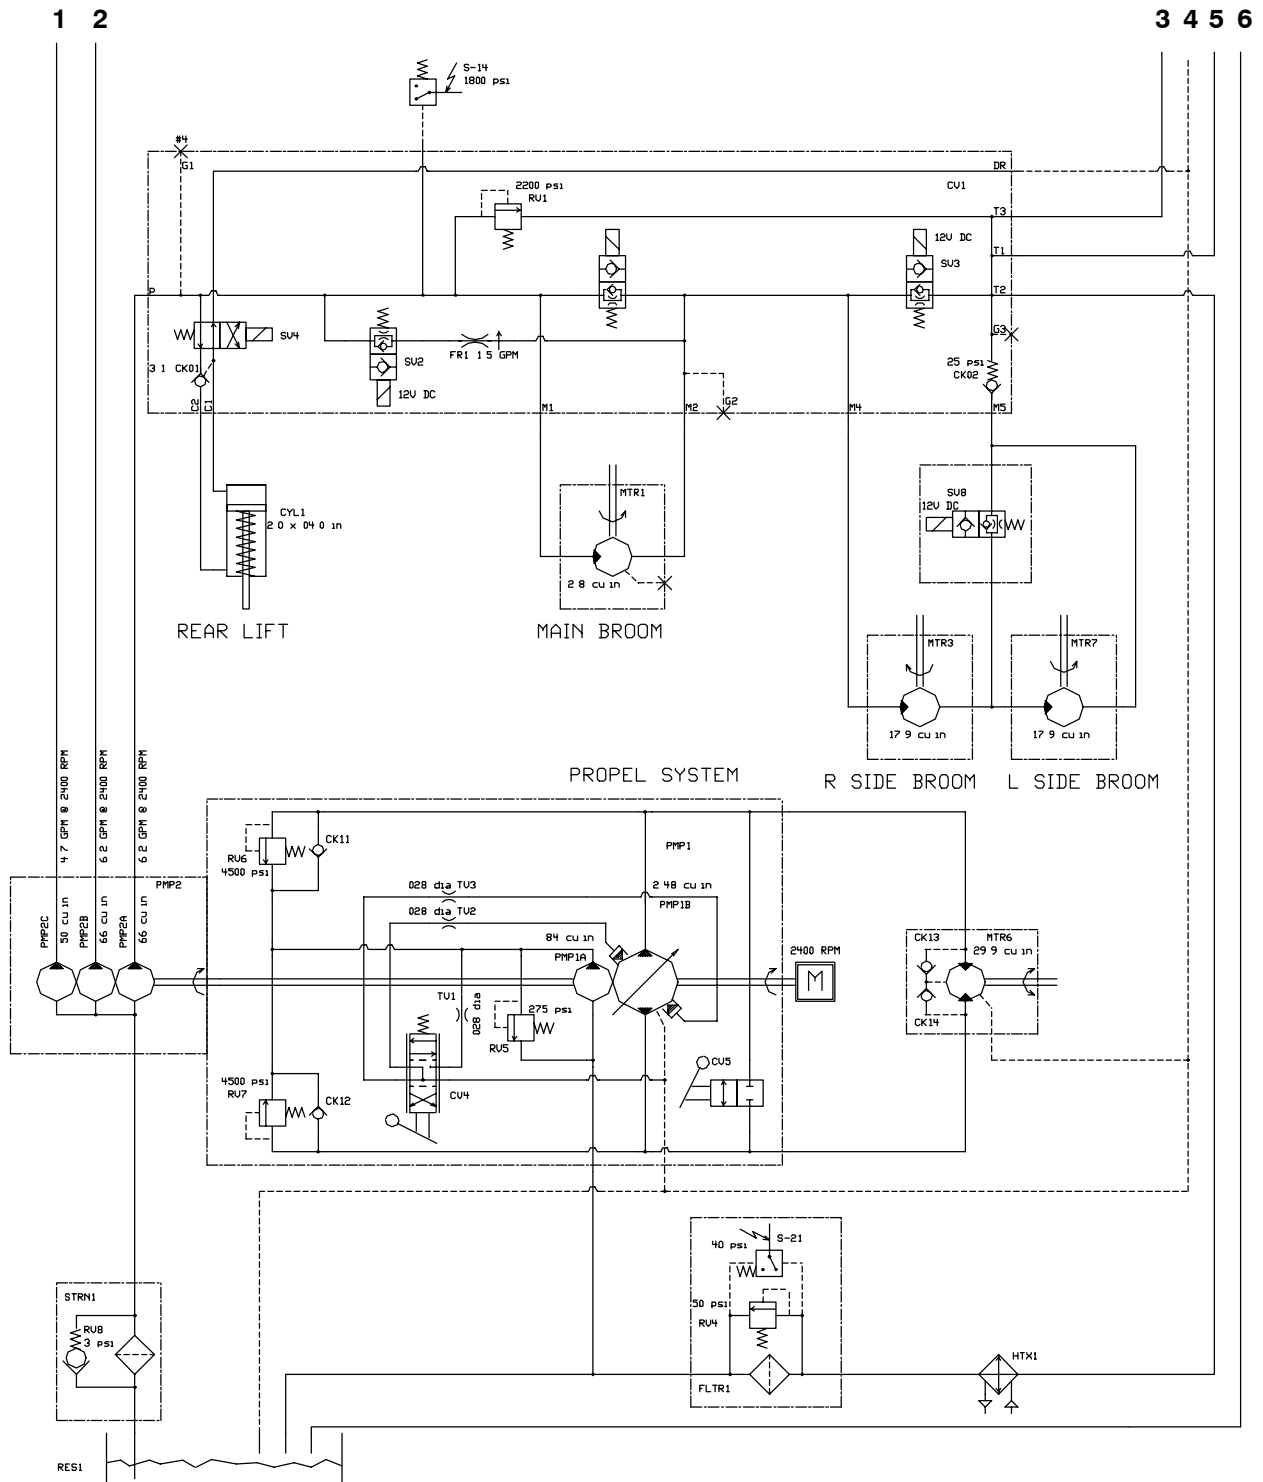 1 2 3 4 5 6
S-14
1800 psi
#4
G1
DR
CV1
2200 psi
RV1
T3
12V DC
SV3
T1
P
T2
G3
SV4
SV2
FR1 1 5 GPM
25 psi
CK02
3 1 CK01
12V DC
C2
C1
M1
M2
G2
M4
M5
CYL1
2 0 x 04 0 in
MTR1
2 8 cu in
SV8
12V DC
REAR LIFT
MAIN BROOM
MTR3
MTR7
17 9 cu in
17 9 cu in
R SIDE BROOM
L SIDE BROOM
PROPEL SYSTEM
4 7 GPM @ 2400 RPM
6 2 GPM @ 2400 RPM
6 2 GPM @ 2400 RPM
RV6
4500 psi
CK11
PMP1
PMP2
028 dia TV3
2 48 cu in
PMP1B
028 dia TV2
PMP2C
50 cu in
PMP2B
66 cu in
PMP2A
66 cu in
84 cu in
PMP1A
2400 RPM
M
CK13
MTR6
29 9 cu in
CK14
TV1
028 dia
275 psi
RV5
CV5
4500 psi
RV7
CK12
CV4
40 psi
S-21
50 psi
RV4
STRN1
RV8
3 psi
FLTR1
HTX1
RES1